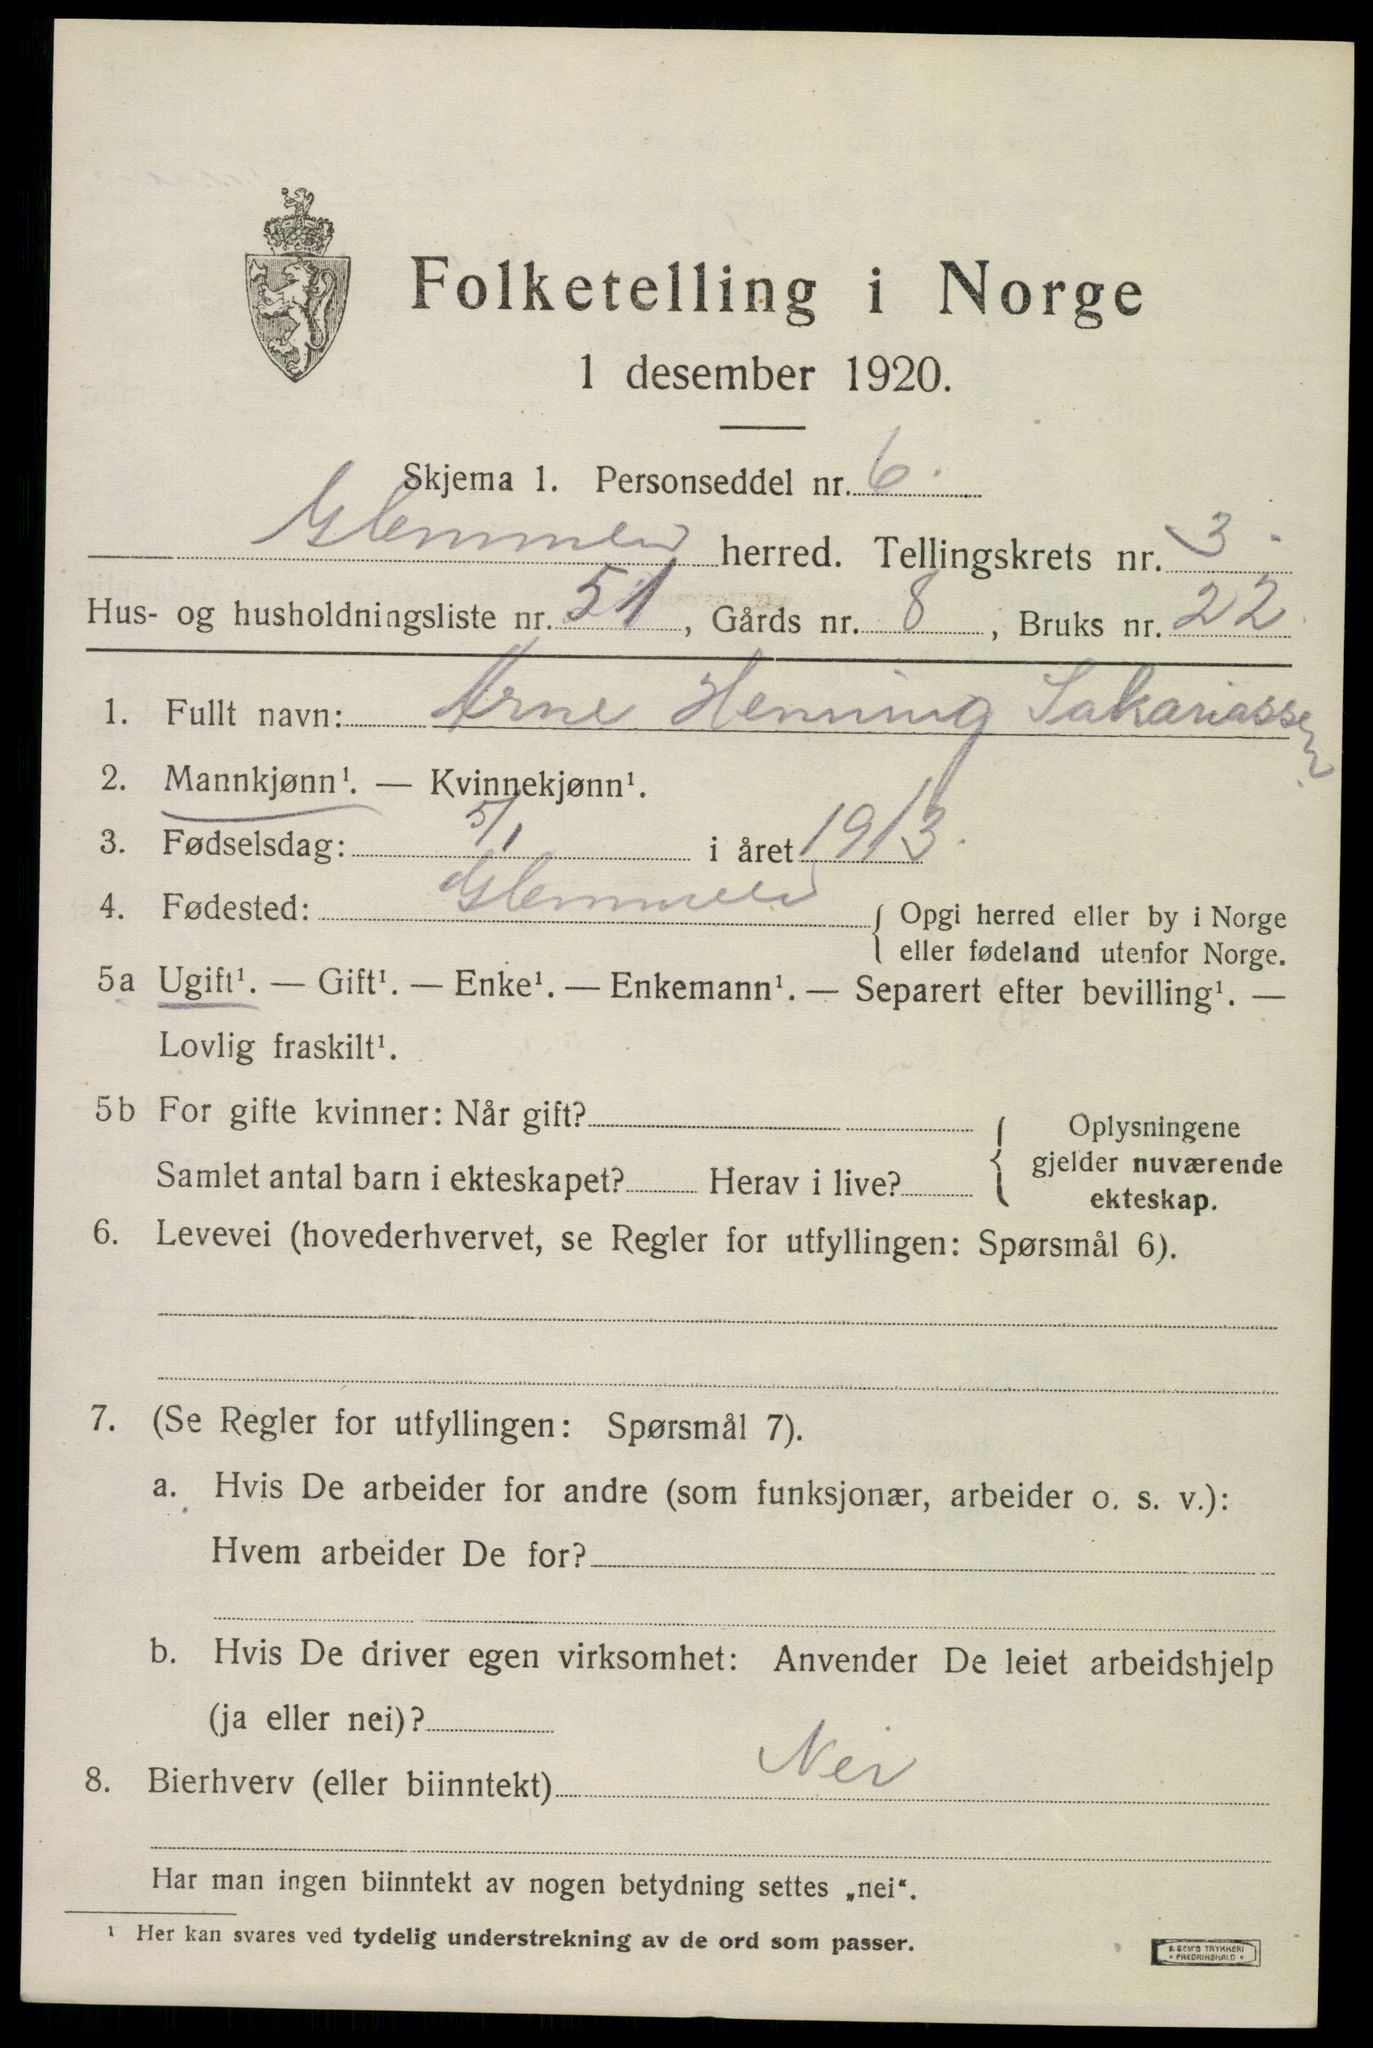 Folketelling i Norge
1 desember 1920.
Skjema 1. Personseddel nr. 6.
Glemmen herred. Tellingskrets nr. 3.
Hus- og husholdningsliste nr. 51, Gårds nr. 8, Bruks nr. 22.
1. Fullt navn: Arne Henning Sakariassen
2. Mannkjønn¹. — Kvinnekjønn¹.
3. Fødselsdag: 5/1 i året 1913.
4. Fødested: Glemmen { Opgi herred eller by i Norge
eller fødeland utenfor Norge.
5a Ugift¹. — Gift¹. — Enke¹. — Enkemann¹. — Separert efter bevilling¹. —
Lovlig fraskilt¹.
5b For gifte kvinner: Når gift?
Samlet antal barn i ekteskapet? Herav i live?
{ Oplysningene
gjelder nuværende
ekteskap.
6. Levevei (hovederhvervet, se Regler for utfyllingen: Spørsmål 6).
7. (Se Regler for utfyllingen: Spørsmål 7).
a. Hvis De arbeider for andre (som funksjonær, arbeider o. s. v.):
Hvem arbeider De for?
b. Hvis De driver egen virksomhet: Anvender De leiet arbeidshjelp
(ja eller nei)?
8. Bierhverv (eller biinntekt) Nei
Har man ingen biinntekt av nogen betydning settes „nei“.
¹ Her kan svares ved tydelig understrekning av de ord som passer.
E. SEM'S TRYKKERI
• FREDRIKSHALD •